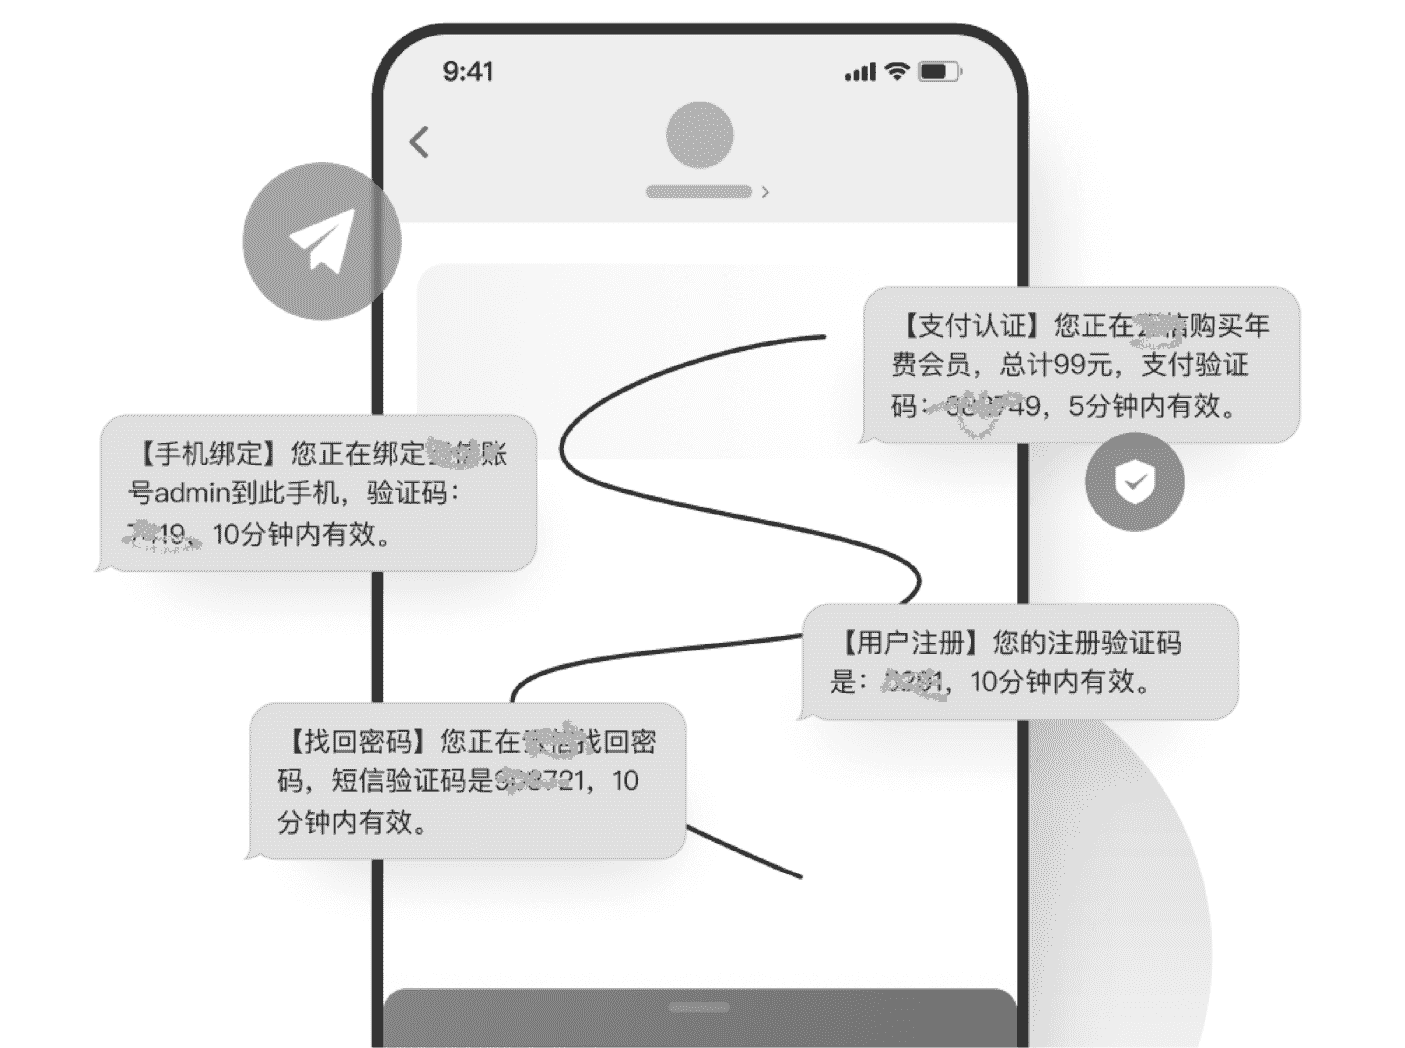 9:41
【支付认证】您正在购买年
费会员，总计99元，支付验证
码：49，5分钟内有效。
【手机绑定】您正在绑定账
号admin到此手机，验证码：
19，10分钟内有效。
【用户注册】您的注册验证码
是：1，10分钟内有效。
【找回密码】您正在找回密
码，短信验证码是721，10
分钟内有效。